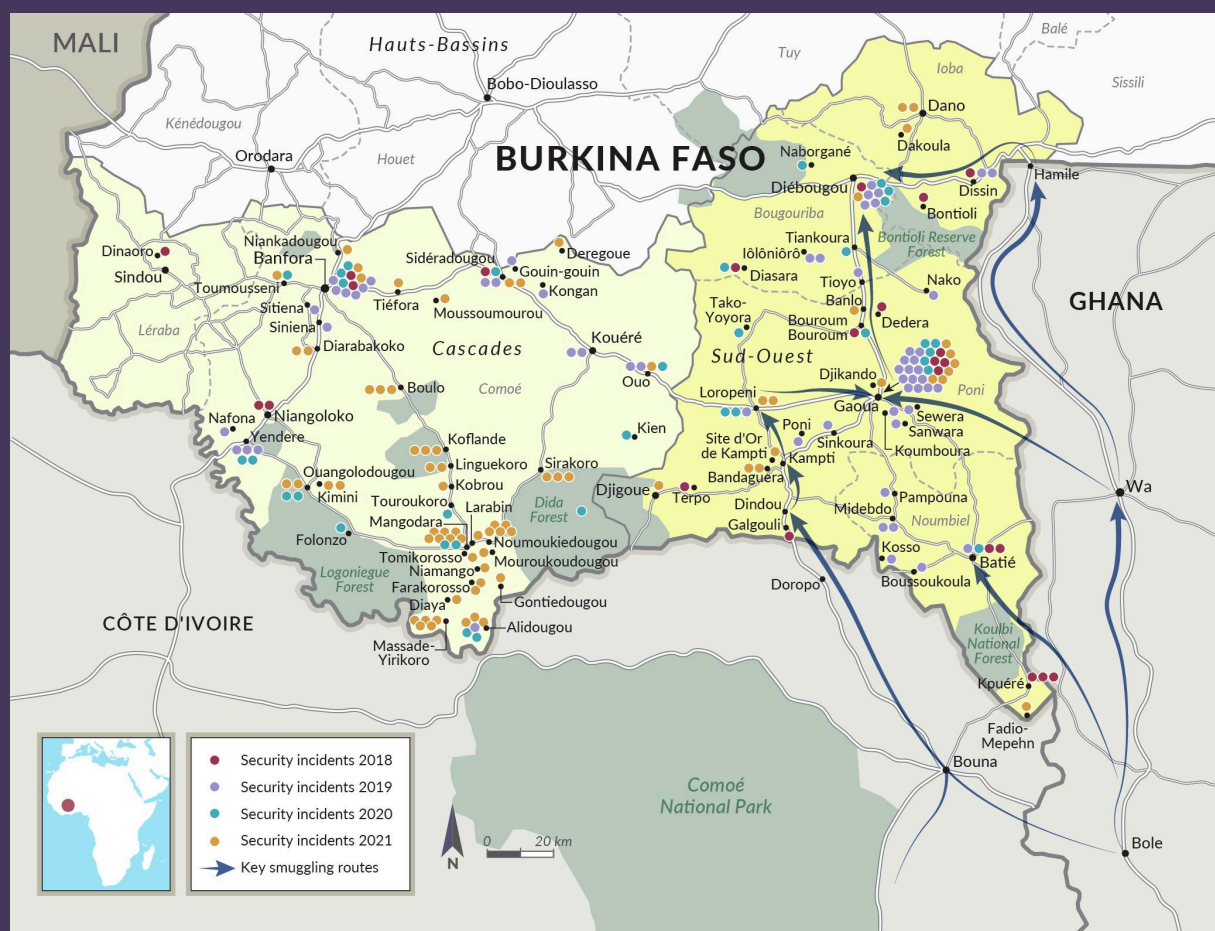 MALI
Hauts-Bassins
Tuy
Balé
Ioba
Sissili
Bobo-Dioulasso
Kénédougou
Dano
Dakoula
Orodara
Houet
BURKINA FASO
Naborgané
Hamile
Diébougou
Dissin
Bontioli
Bougouriba
Bontioli Reserve
Forest
Dinaoro
Sindou
Niankadougou
Banfora
Toumousseni
Sidéradougou
Deregoue
Gouin-gouin
Kongan
Tiankoura
Iôlôniôrô
Diasara
Tioyo
Nako
GHANA
Sitiena
Siniena
Tiéfora
Moussoumourou
Banlo
Tako-
Yoyora
Bouroum
Bouroum
Dedera
Léraba
Diarabakoko
Cascades
Kouéré
Sud-Ouest
Ouo
Djikando
Poni
Boulo
Comoé
Loropeni
Gaoua
Sewera
Sanwara
Nafona
Niangoloko
Yendere
Kien
Poni
Sinkoura
Koumboura
Koflande
Site d'Or
de Kampti
Kampti
Linguekoro
Sirakoro
Bandaguera
Ouangolodougou
Kimini
Kobrou
Djigoue
Terpo
Wa
Touroukoro
Larabin
Dida
Forest
Dindou
Pampouna
Mangodara
Galgouli
Midebdo
Noumbiel
Folonzo
Noumoukiedougou
Tomikorosso
Mouroukoudougou
Kosso
Batié
Logoniegue
Forest
Niamango
Farakorosso
Boussoukoula
Doropo
Diaya
Gontiedougou
CÔTE D'IVOIRE
Alidougou
Massade-
Yirikoro
Koulbi
National
Forest
Kpuéré
Fadio-
Mepehn
Bouna
Comoé
National Park
Bole
Security incidents 2018
Security incidents 2019
Security incidents 2020
Security incidents 2021
Key smuggling routes
0 20 km
N